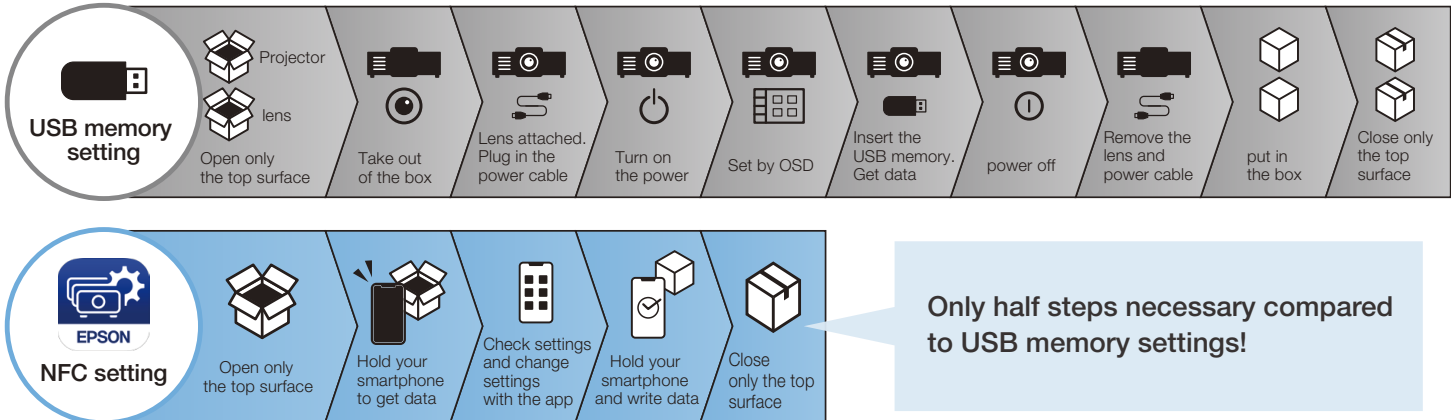 USB memory
setting
Projector
lens
Open only
the top surface
Take out
of the box
Lens attached.
Plug in the
power cable
Turn on
the power
Set by OSD
Insert the
USB memory.
Get data
power off
Remove the
lens and
power cable
put in
the box
Close only
the top
surface
EPSON
NFC setting
Open only
the top surface
Hold your
smartphone
to get data
Check settings
and change
settings
with the app
Hold your
smartphone
and write data
Close
only the top
surface
Only half steps necessary compared
to USB memory settings!